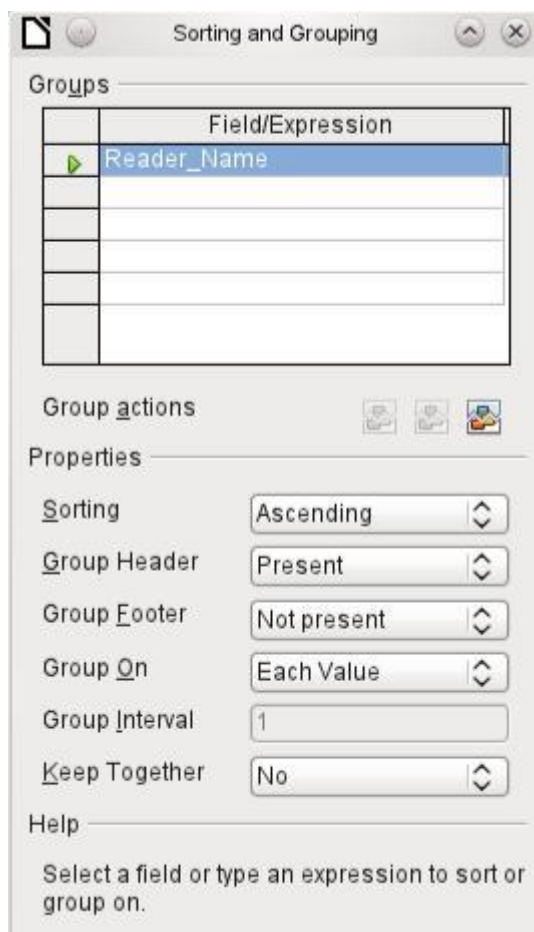 Sorting and Grouping
Groups
Field/Expression
Reader_Name
Group actions
Properties
Sorting Ascending
Group Header Present
Group Footer Not present
Group On Each Value
Group Interval 1
Keep Together No
Help
Select a field or type an expression to sort or
group on.